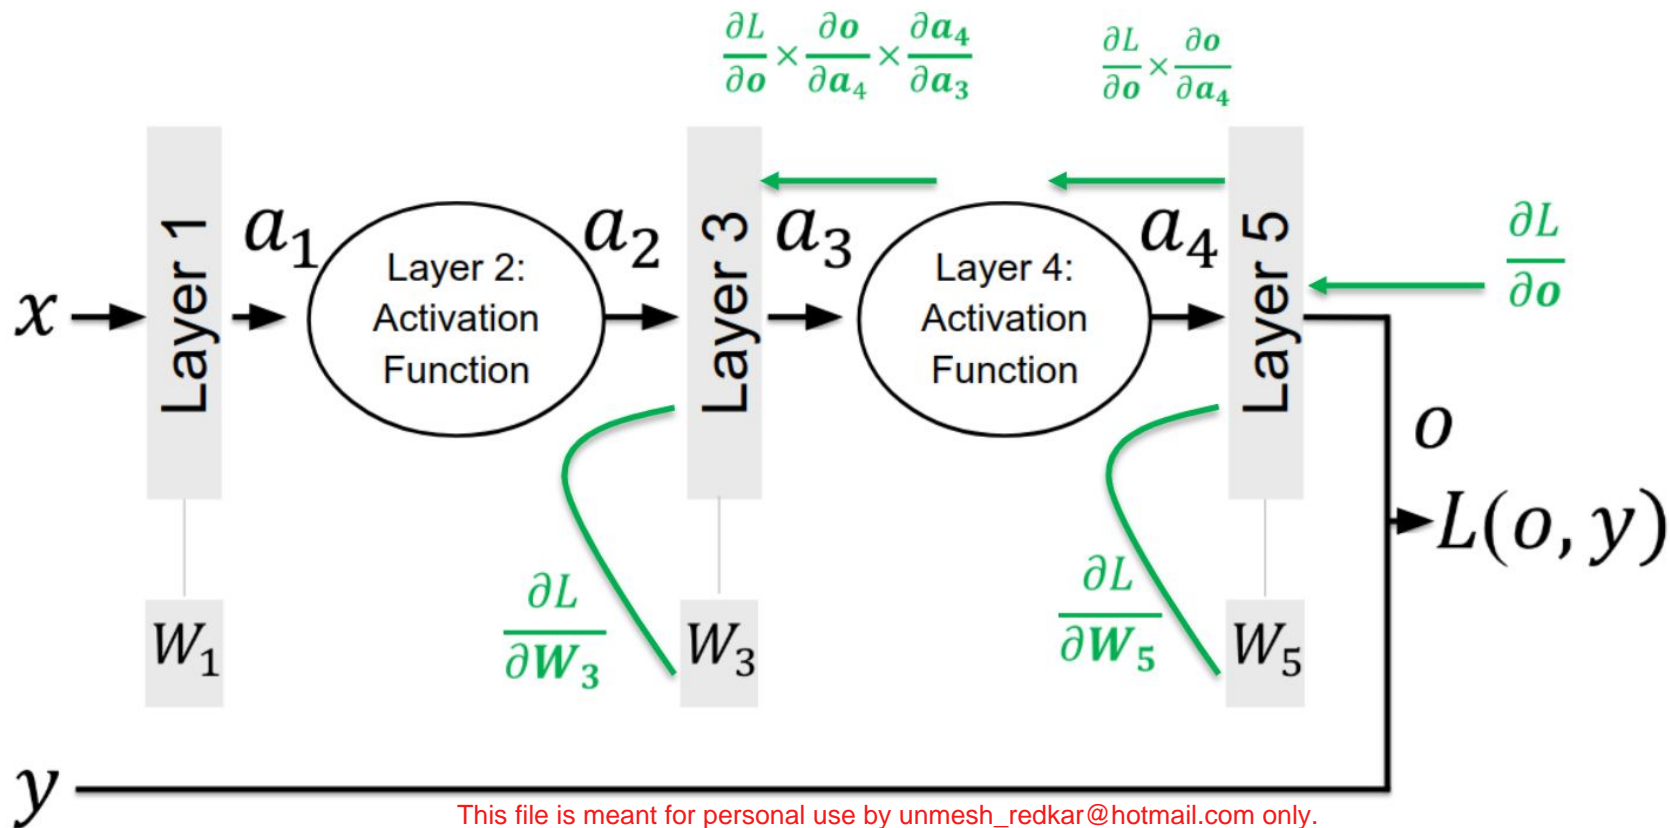 ∂L/∂o × ∂o/∂a₄ × ∂a₄/∂a₃
∂L/∂o × ∂o/∂a₄
x
Layer 1
a₁
Layer 2:
Activation
Function
a₂
Layer 3
a₃
Layer 4:
Activation
Function
a₄
Layer 5
∂L/∂o
o
L(o, y)
W₁
∂L/∂W₃
W₃
∂L/∂W₅
W₅
y
This file is meant for personal use by unmesh_redkar@hotmail.com only.